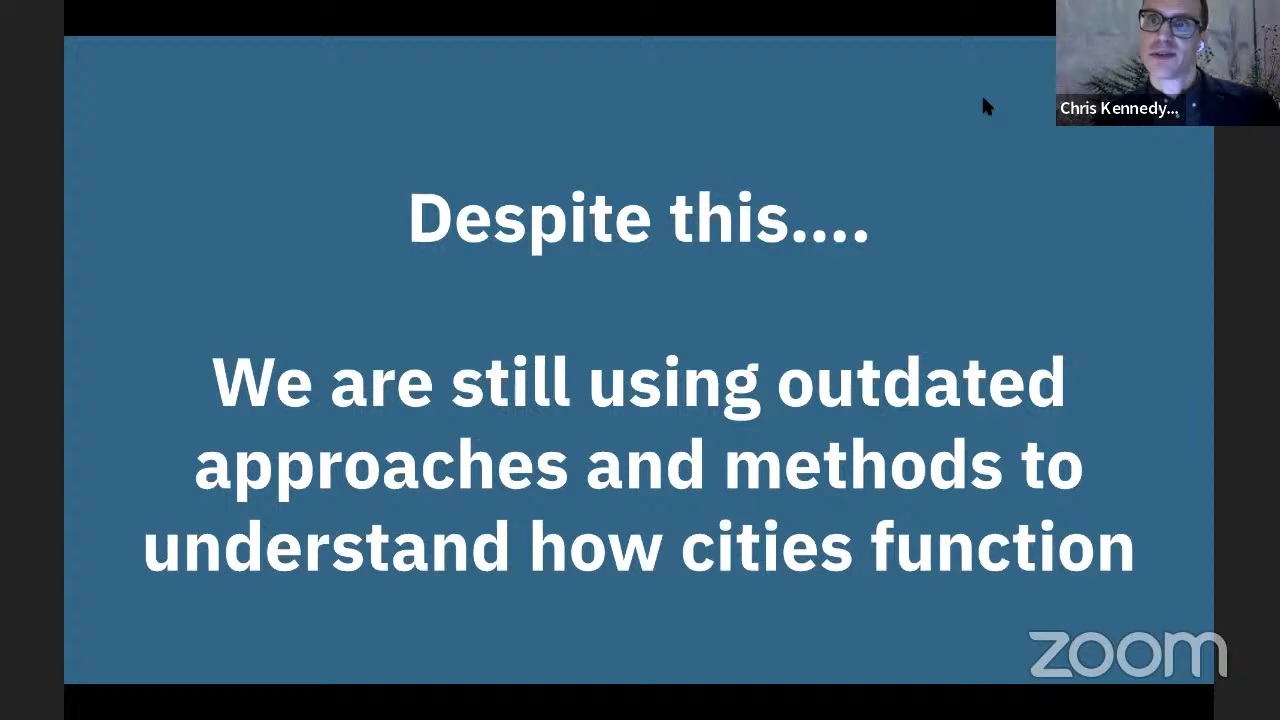 Chris Kennedy...
Despite this....
We are still using outdated
approaches and methods to
understand how cities function
zoom